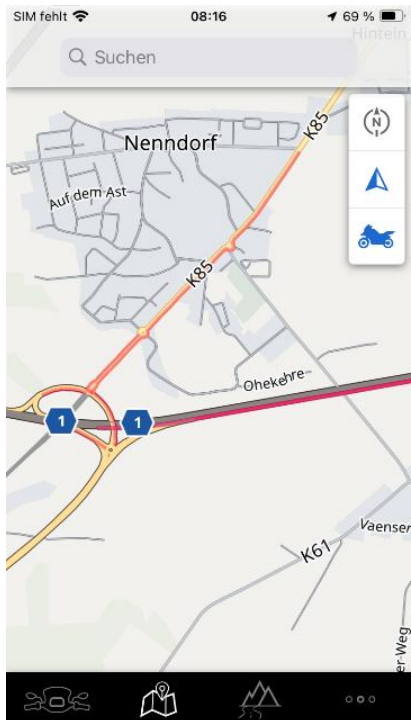 SIM fehlt 08:16 69 %
Hinteln
Suchen
K85
N
Nenndorf
Auf dem Ast
K85
Ohekehre
1 1
Vaenser
K61
er-Weg